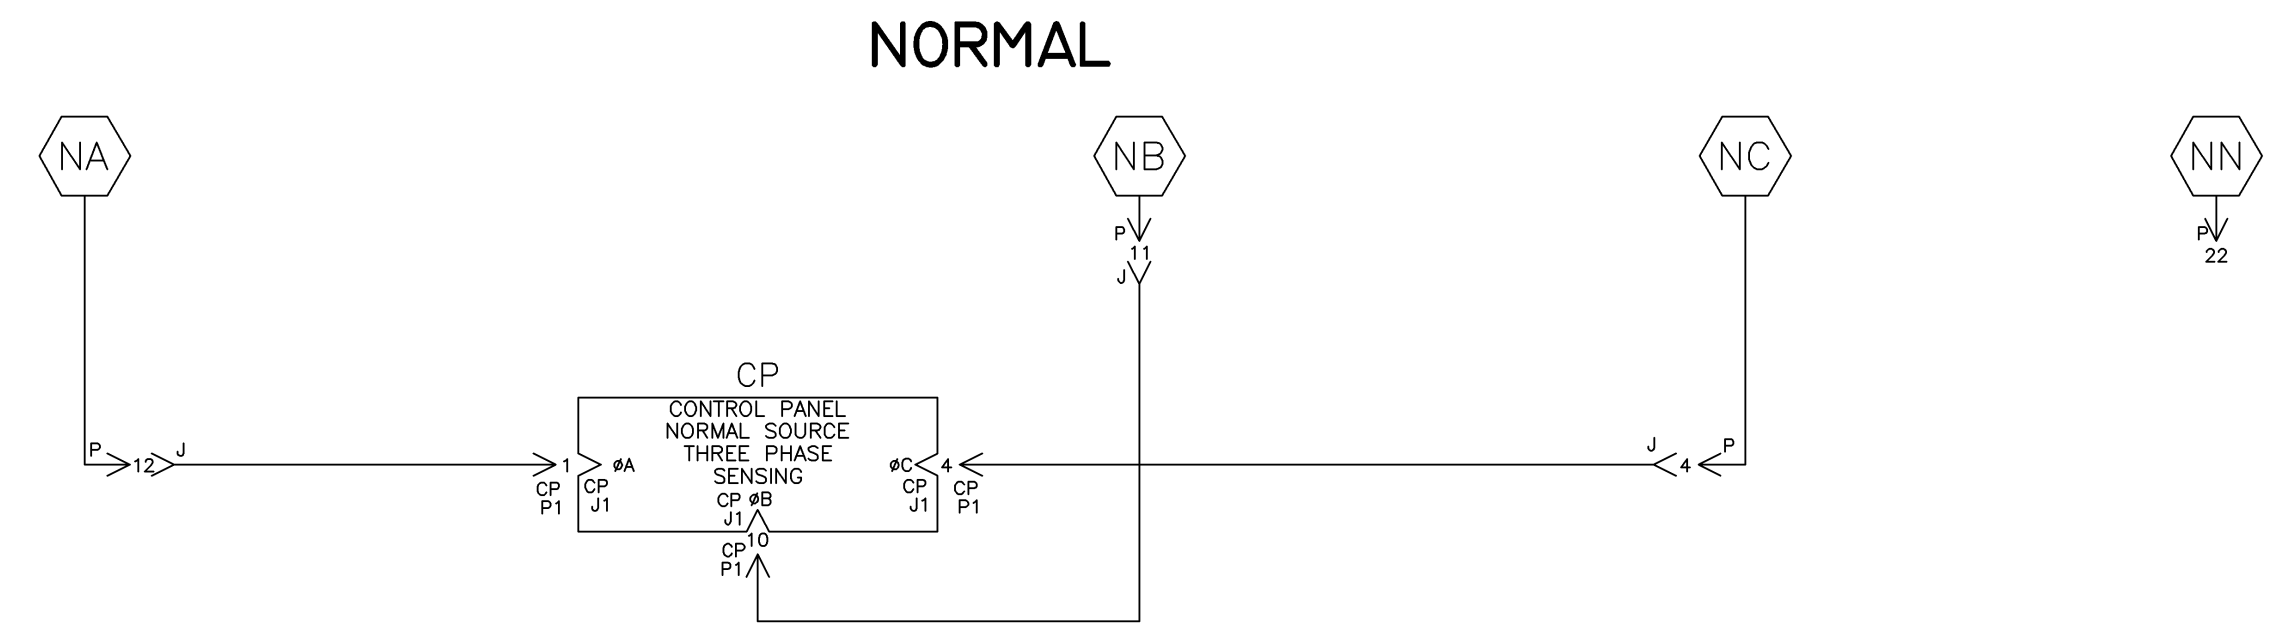 NORMAL
NA
NB
NC
NN
P
11
J
P
22
CP
CONTROL PANEL
NORMAL SOURCE
THREE PHASE
SENSING
P 12 J
1 øA
CP
P1
CP
J1
CP øB
J1
10
CP
P1
øC 4
CP
J1
CP
P1
J 4 P